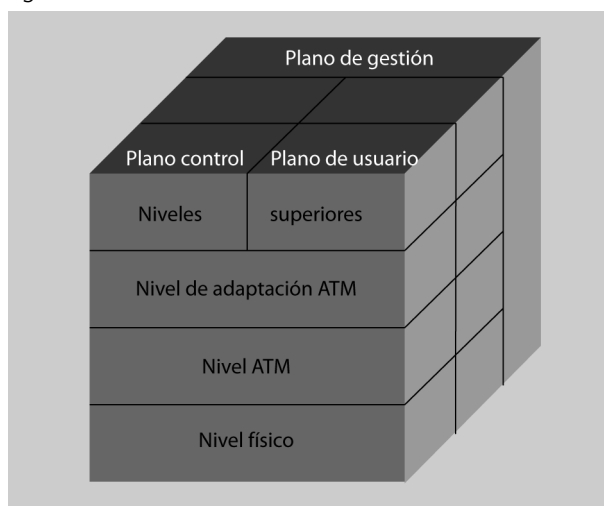 Plano de gestión
Plano control Plano de usuario
Niveles superiores
Nivel de adaptación ATM
Nivel ATM
Nivel físico